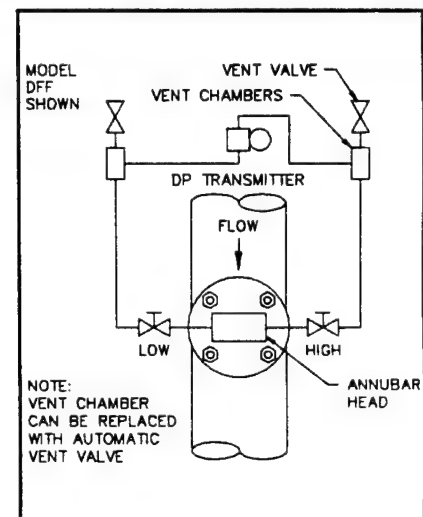 MODEL
DFF
SHOWN
VENT VALVE
VENT CHAMBERS
DP TRANSMITTER
FLOW
LOW
HIGH
ANNUBAR
HEAD
NOTE:
VENT CHAMBER
CAN BE REPLACED
WITH AUTOMATIC
VENT VALVE